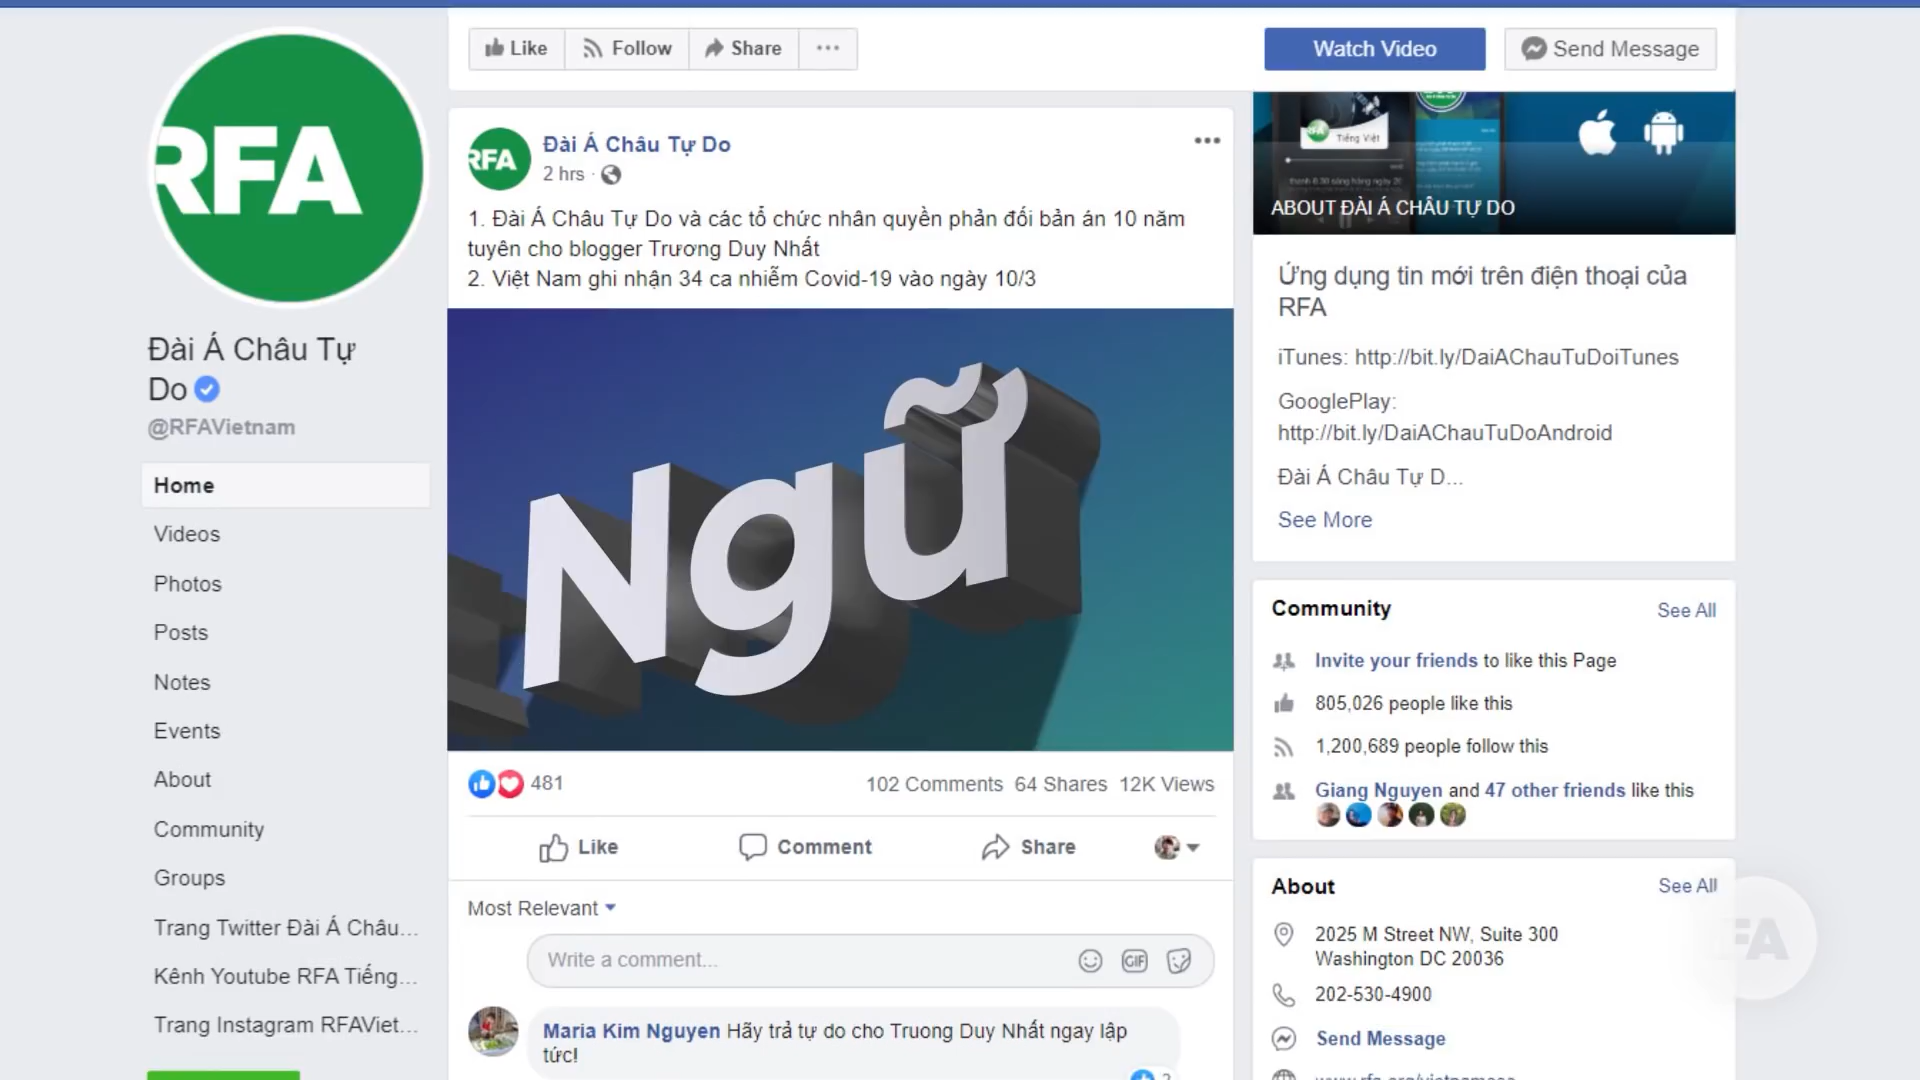 RFA
Đài Á Châu Tự
Do
@RFAVietnam
Home
Videos
Photos
Posts
Notes
Events
About
Community
Groups
Trang Twitter Đài Á Châu...
Kênh Youtube RFA Tiếng...
Trang Instagram RFAViet...
Like Follow Share
Watch Video
Send Message
RFA
Đài Á Châu Tự Do
2 hrs ·
1. Đài Á Châu Tự Do và các tổ chức nhân quyền phản đối bản án 10 năm
tuyên cho blogger Trương Duy Nhất
2. Việt Nam ghi nhận 34 ca nhiễm Covid-19 vào ngày 10/3
Ngữ
481
102 Comments 64 Shares 12K Views
Like Comment Share
Most Relevant
Write a comment...
GIF
Maria Kim Nguyen Hãy trả tự do cho Truong Duy Nhất ngay lập
tức!
2
Tiếng Việt
ABOUT ĐÀI Á CHÂU TỰ DO
Ứng dụng tin mới trên điện thoại của
RFA
iTunes: http://bit.ly/DaiAChauTuDoiTunes
GooglePlay:
http://bit.ly/DaiAChauTuDoAndroid
Đài Á Châu Tự D...
See More
Community See All
Invite your friends to like this Page
805,026 people like this
1,200,689 people follow this
Giang Nguyen and 47 other friends like this
About See All
2025 M Street NW, Suite 300
Washington DC 20036
202-530-4900
Send Message
FA